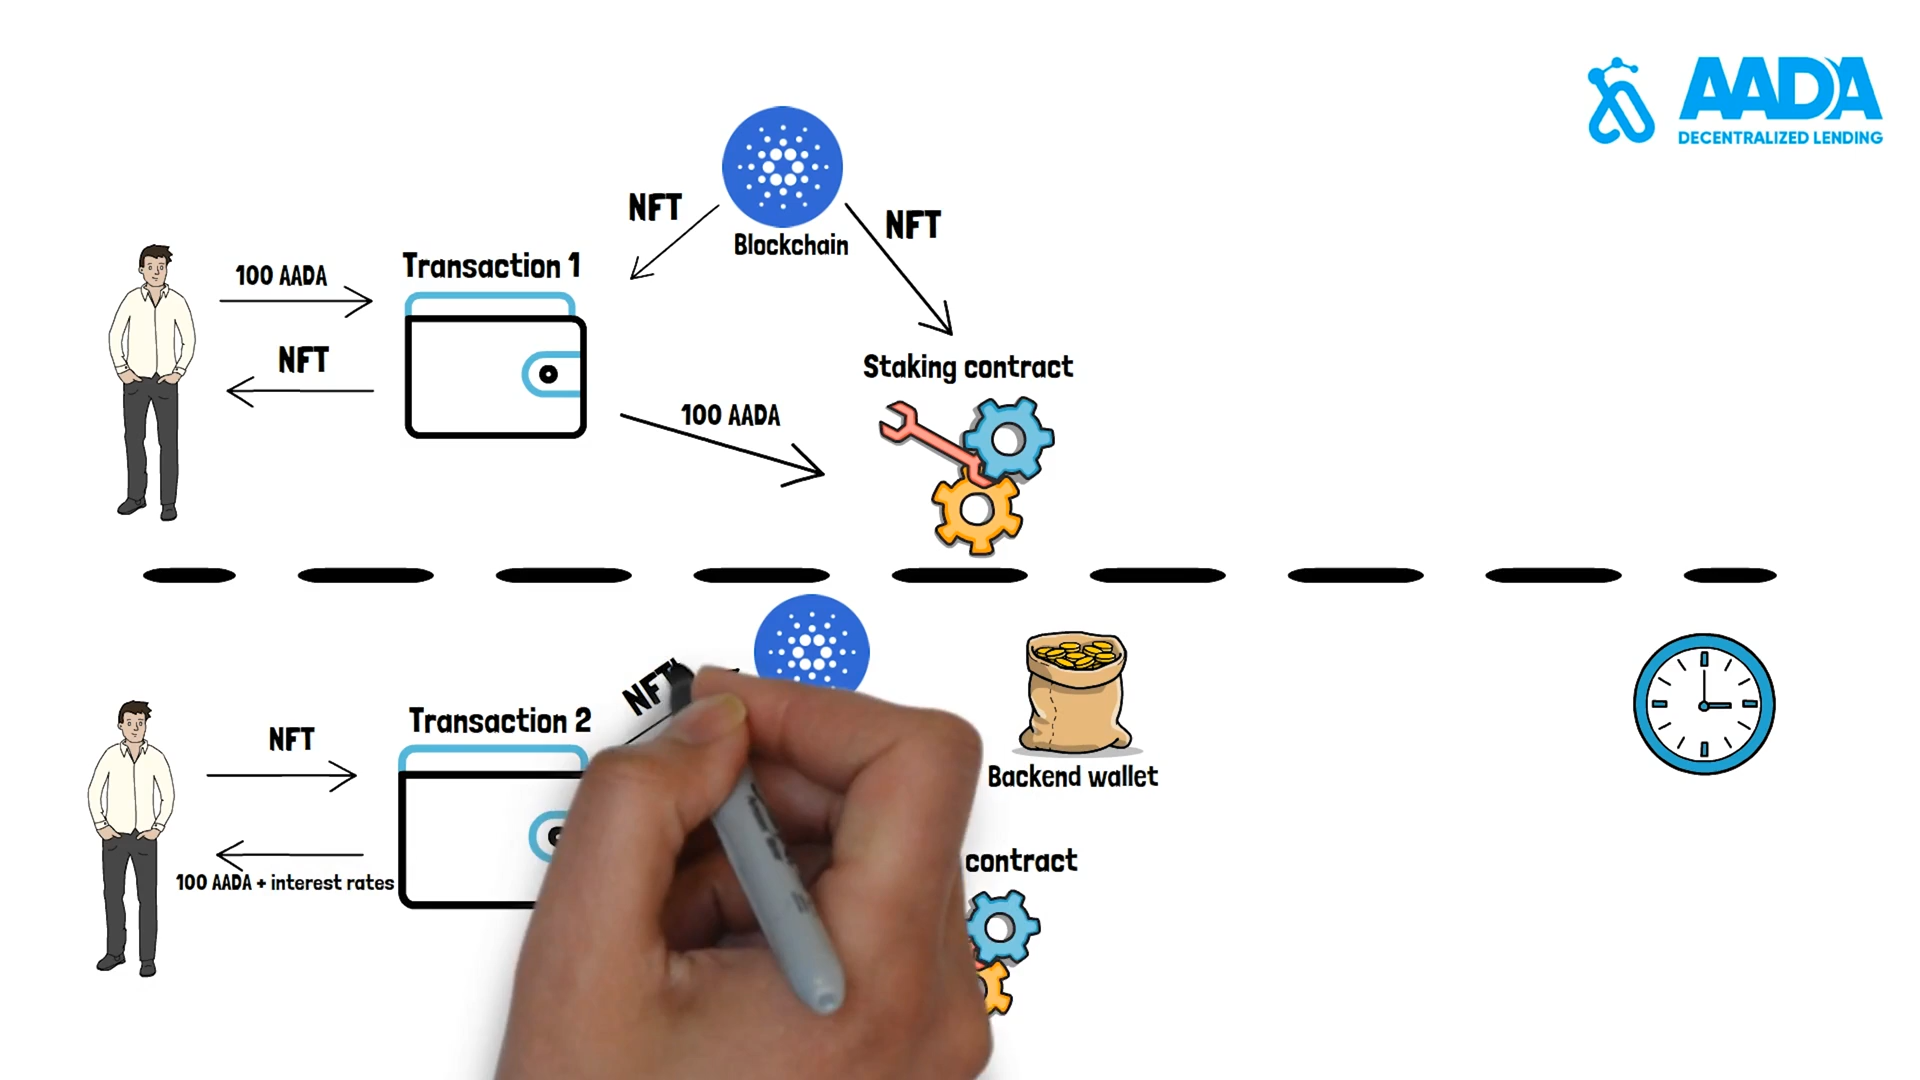 AADA
DECENTRALIZED LENDING
NFT
NFT
Blockchain
Transaction 1
100 AADA
NFT
Staking contract
100 AADA
NFT
Transaction 2
NFT
Backend wallet
100 AADA + interest rates
contract